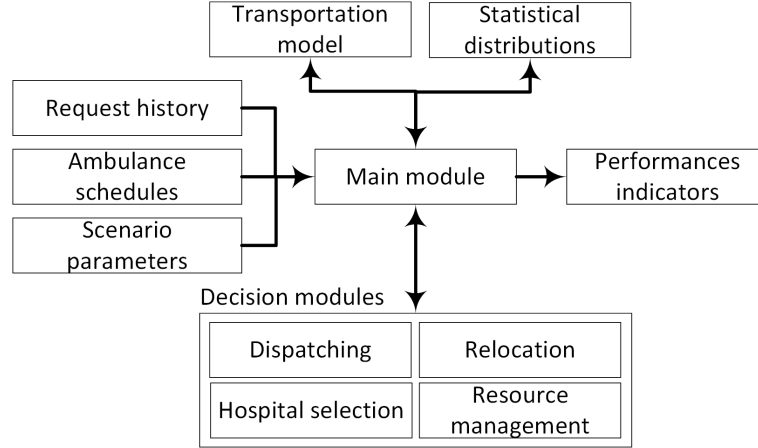 Transportation
model
Statistical
distributions
Request history
Ambulance
schedules
Scenario
parameters
Main module
Performances
indicators
Decision modules
Dispatching
Relocation
Hospital selection
Resource
management